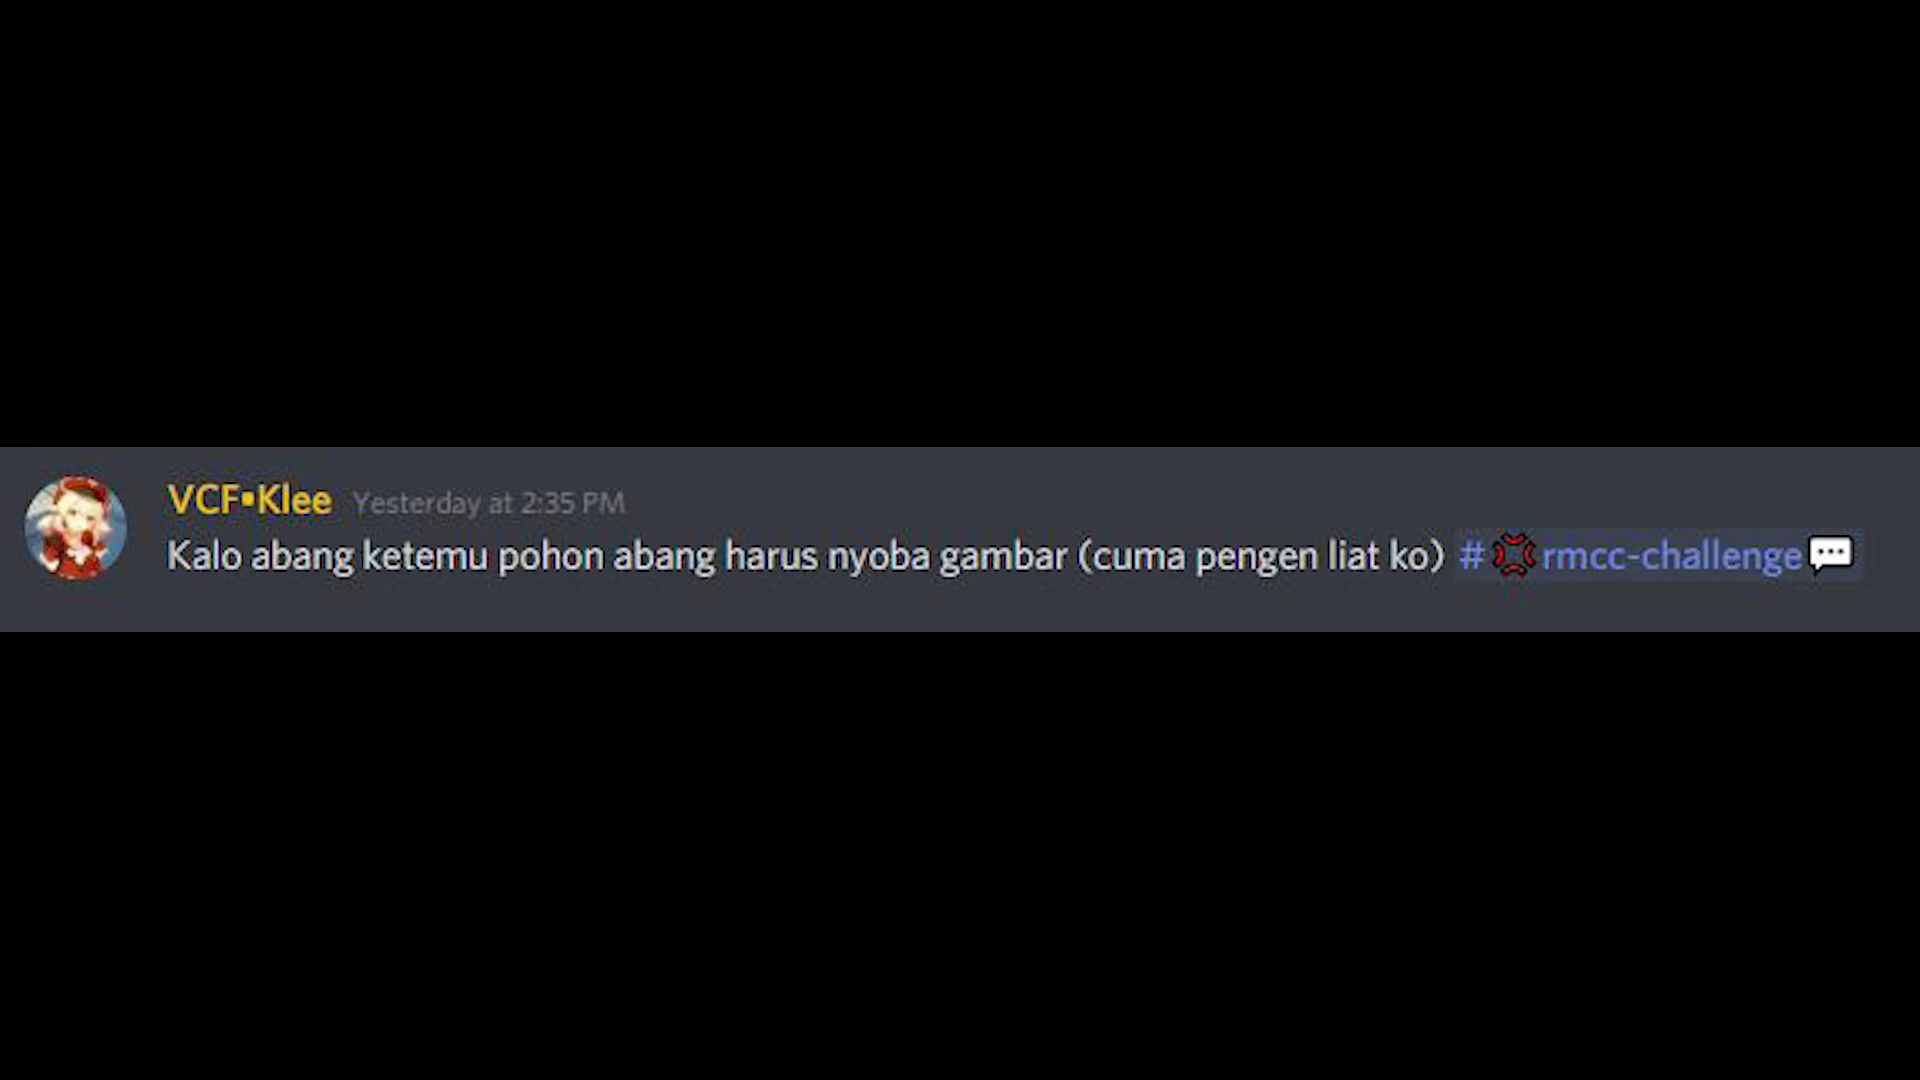 VCF•Klee Yesterday at 2:35 PM
Kalo abang ketemu pohon abang harus nyoba gambar (cuma pengen liat ko) #💢rmcc-challenge💬